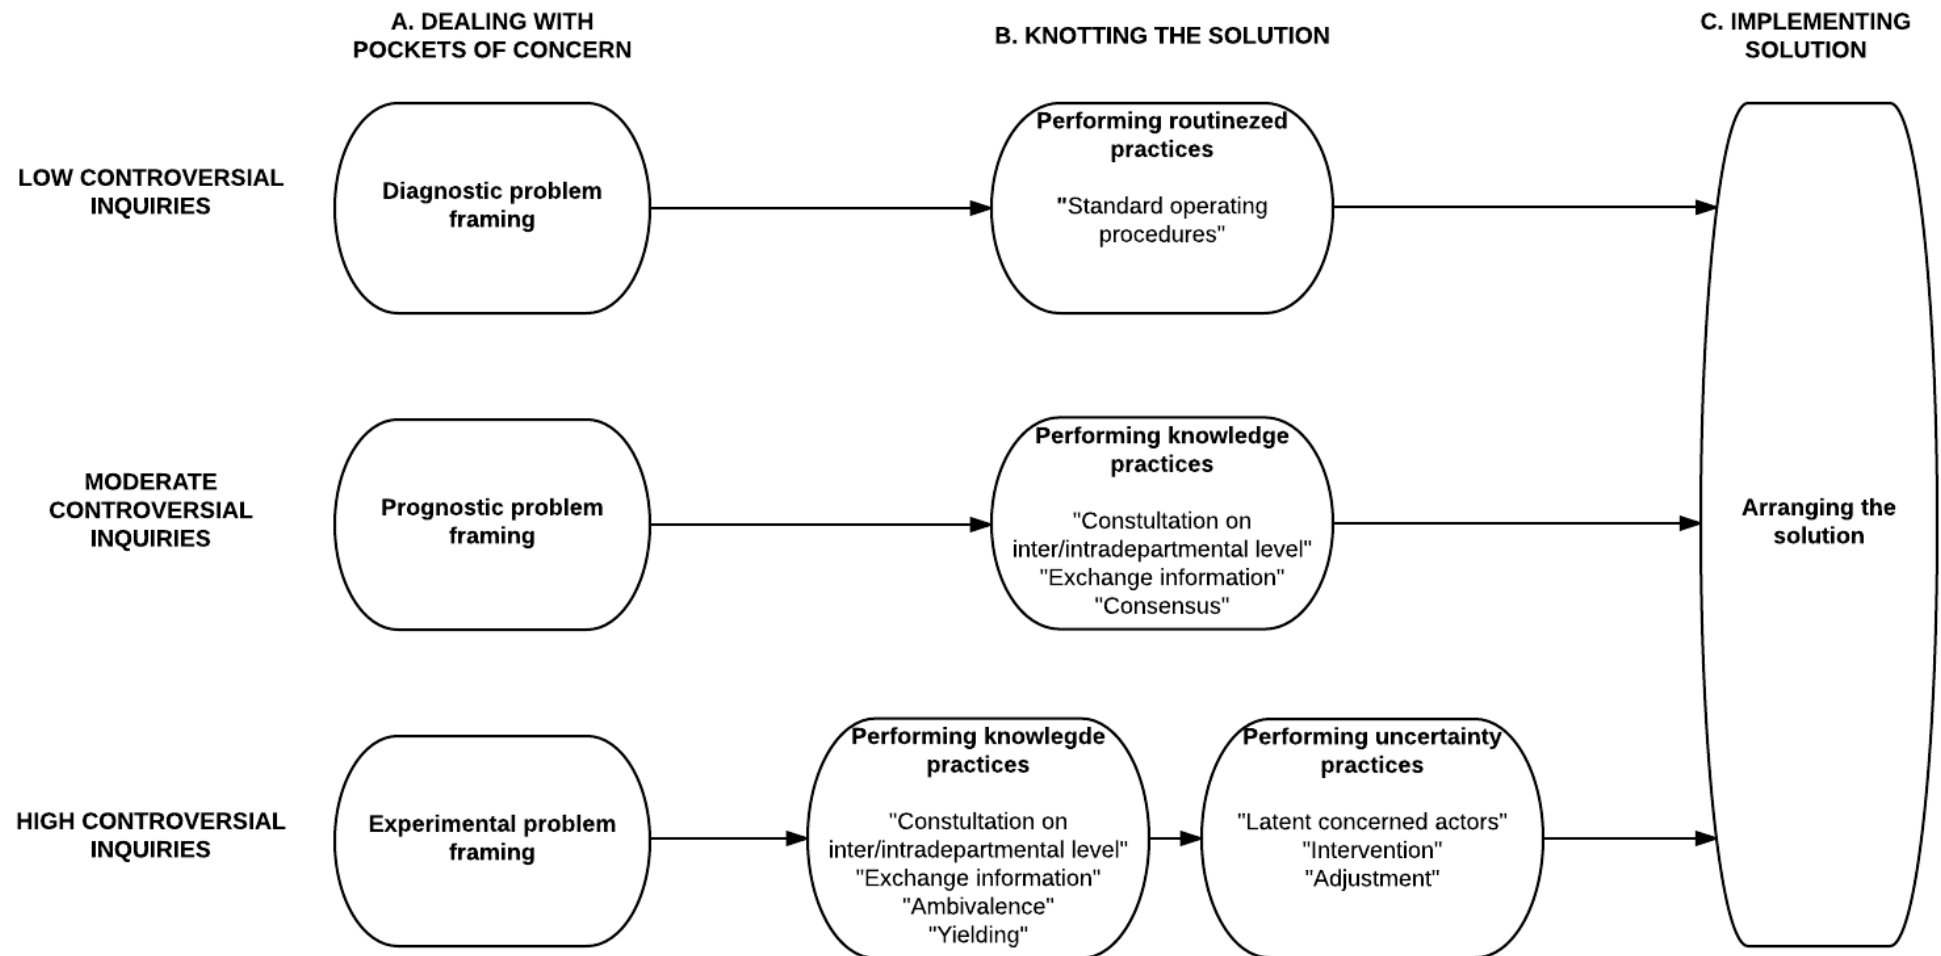 A. DEALING WITH
POCKETS OF CONCERN
B. KNOTTING THE SOLUTION
C. IMPLEMENTING
SOLUTION
LOW CONTROVERSIAL
INQUIRIES
Diagnostic problem
framing
Performing routinezed
practices
"Standard operating
procedures"
MODERATE
CONTROVERSIAL
INQUIRIES
Prognostic problem
framing
Performing knowledge
practices
"Constultation on
inter/intradepartmental level"
"Exchange information"
"Consensus"
Arranging the
solution
HIGH CONTROVERSIAL
INQUIRIES
Experimental problem
framing
Performing knowlegde
practices
"Constultation on
inter/intradepartmental level"
"Exchange information"
"Ambivalence"
"Yielding"
Performing uncertainty
practices
"Latent concerned actors"
"Intervention"
"Adjustment"